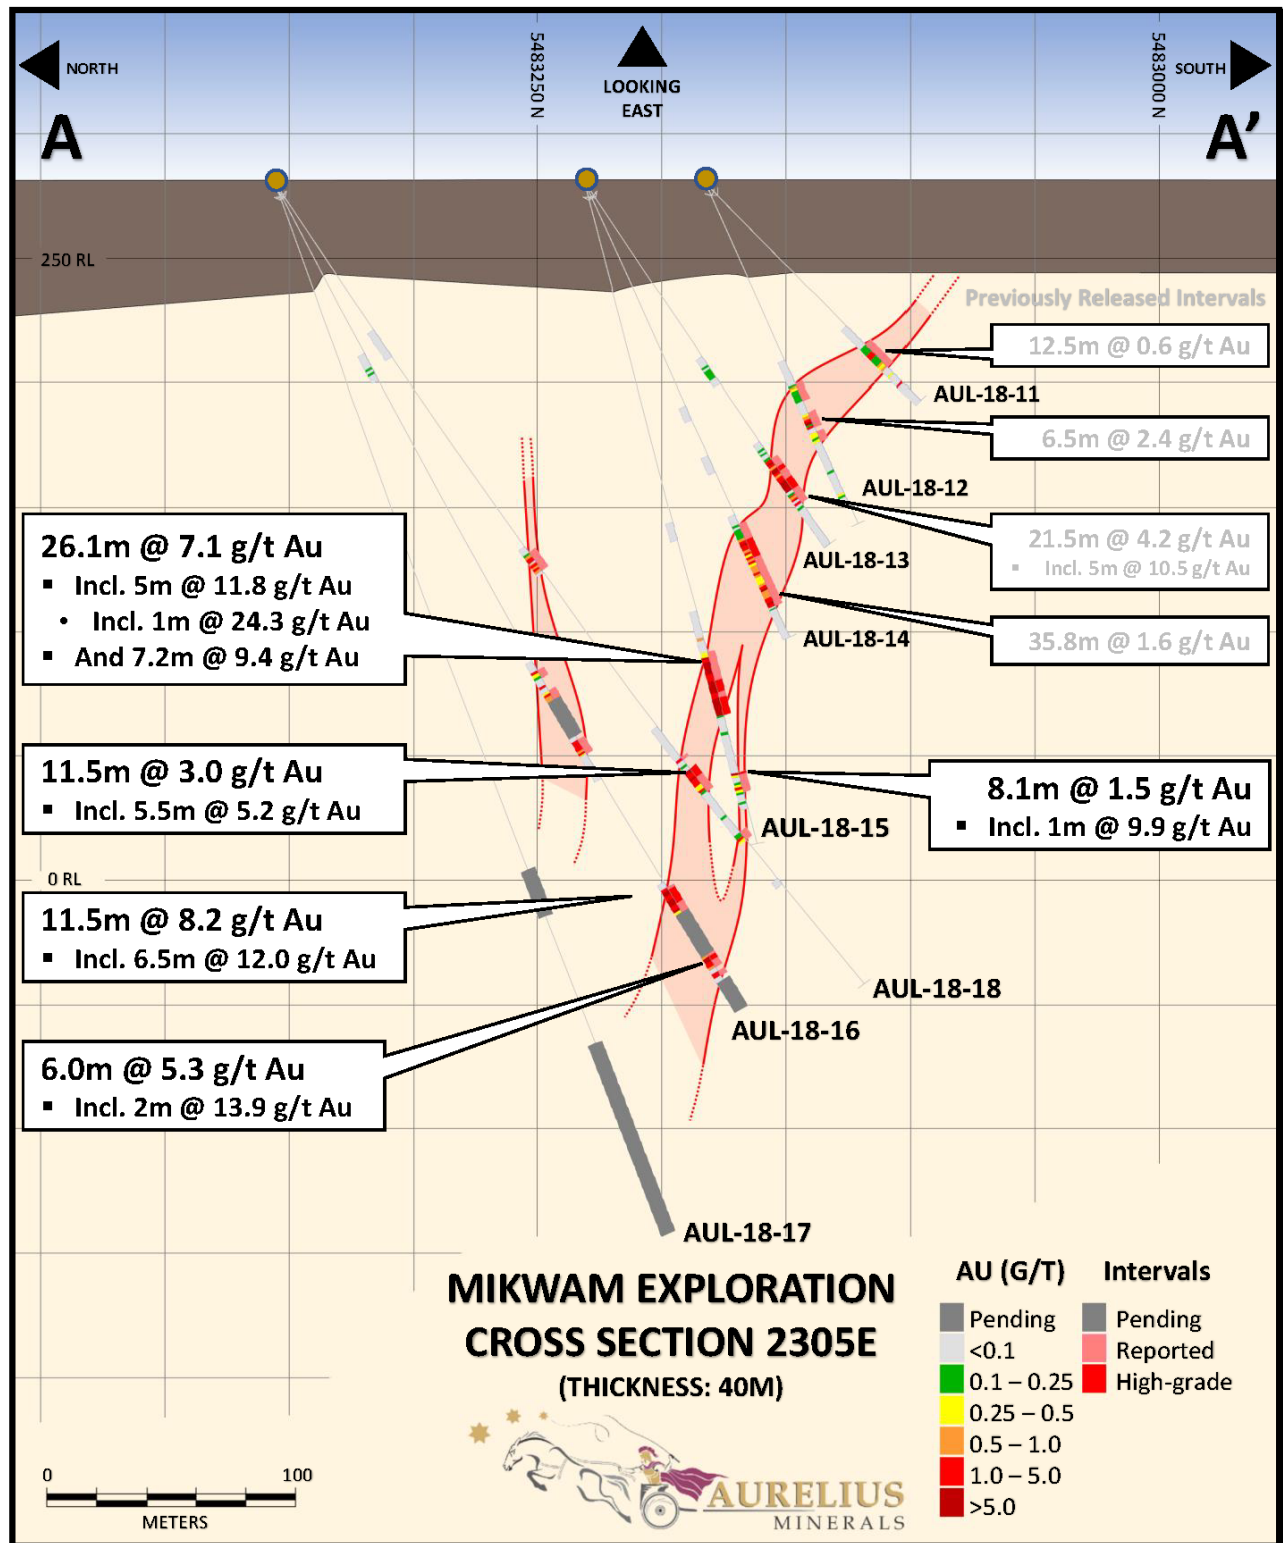 NORTH
LOOKING
EAST
SOUTH
5483250 N
5483000 N
A
A'
250 RL
Previously Released Intervals
12.5m @ 0.6 g/t Au
AUL-18-11
6.5m @ 2.4 g/t Au
AUL-18-12
21.5m @ 4.2 g/t Au
▪ Incl. 5m @ 10.5 g/t Au
AUL-18-13
35.8m @ 1.6 g/t Au
AUL-18-14
26.1m @ 7.1 g/t Au
▪ Incl. 5m @ 11.8 g/t Au
• Incl. 1m @ 24.3 g/t Au
▪ And 7.2m @ 9.4 g/t Au
11.5m @ 3.0 g/t Au
▪ Incl. 5.5m @ 5.2 g/t Au
8.1m @ 1.5 g/t Au
▪ Incl. 1m @ 9.9 g/t Au
AUL-18-15
0 RL
11.5m @ 8.2 g/t Au
▪ Incl. 6.5m @ 12.0 g/t Au
AUL-18-18
AUL-18-16
6.0m @ 5.3 g/t Au
▪ Incl. 2m @ 13.9 g/t Au
AUL-18-17
MIKWAM EXPLORATION
CROSS SECTION 2305E
(THICKNESS: 40M)
AU (G/T)
Pending
<0.1
0.1 – 0.25
0.25 – 0.5
0.5 – 1.0
1.0 – 5.0
>5.0
Intervals
Pending
Reported
High-grade
0 100
METERS
AURELIUS
MINERALS